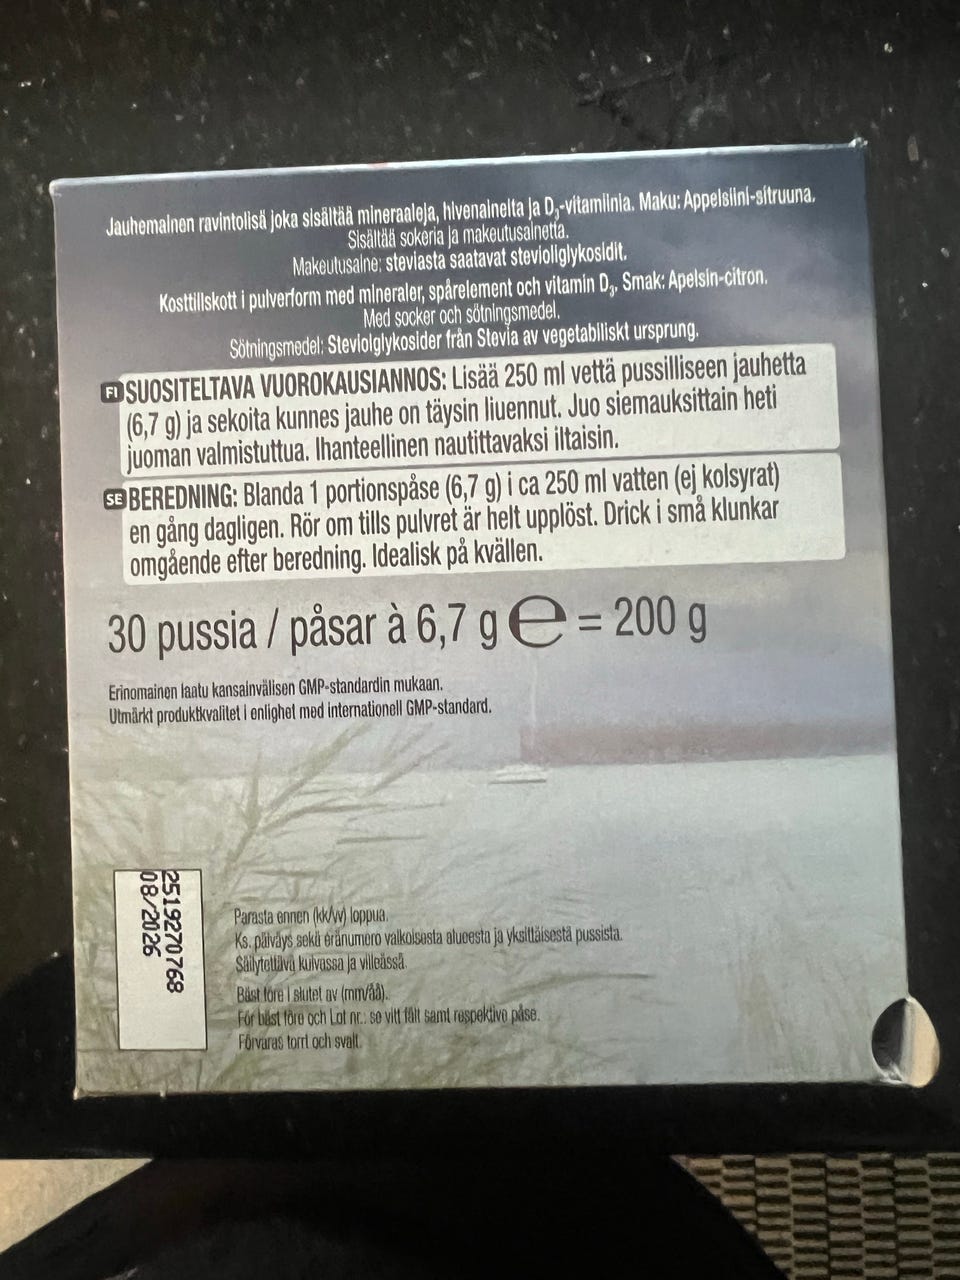 Jauhemainen ravintolisä joka sisältää mineraaleja, hivenaineita ja D₃-vitamiinia. Maku: Appelsiini-sitruuna.
Sisältää sokeria ja makeutusainetta.
Makeutusaine: steviasta saatavat steviolglykosidit.
Kosttillskott i pulverform med mineraler, spårelement och vitamin D₃, Smak: Apelsin-citron.
Med socker och sötningsmedel.
Sötningsmedel: Steviolglykosider från Stevia av vegetabiliskt ursprung.
FI SUOSITELTAVA VUOROKAUSIANNOS: Lisää 250 ml vettä pussilliseen jauhetta
(6,7 g) ja sekoita kunnes jauhe on täysin liuennut. Juo siemauksittain heti
juoman valmistuttua. Ihanteellinen nautittavaksi iltaisin.
SE BEREDNING: Blanda 1 portionspåse (6,7 g) i ca 250 ml vatten (ej kolsyrat)
en gång dagligen. Rör om tills pulvret är helt upplöst. Drick i små klunkar
omgående efter beredning. Idealisk på kvällen.
30 pussia / påsar à 6,7 g ℮ = 200 g
Erinomainen laatu kansainvälisen GMP-standardin mukaan.
Utmärkt produktkvalitet i enlighet med internationell GMP-standard.
2519270768
08/2026
Parasta ennen (kk/vv) loppua.
Ks. päiväys sekä eränumero valkoisesta alueesta ja yksittäisestä pussista.
Säilytettävä kuivassa ja viileässä.
Bäst före i slutet av (mm/åå).
För bäst före och Lot nr.: se vitt fält samt respektive påse.
Förvaras torrt och svalt.